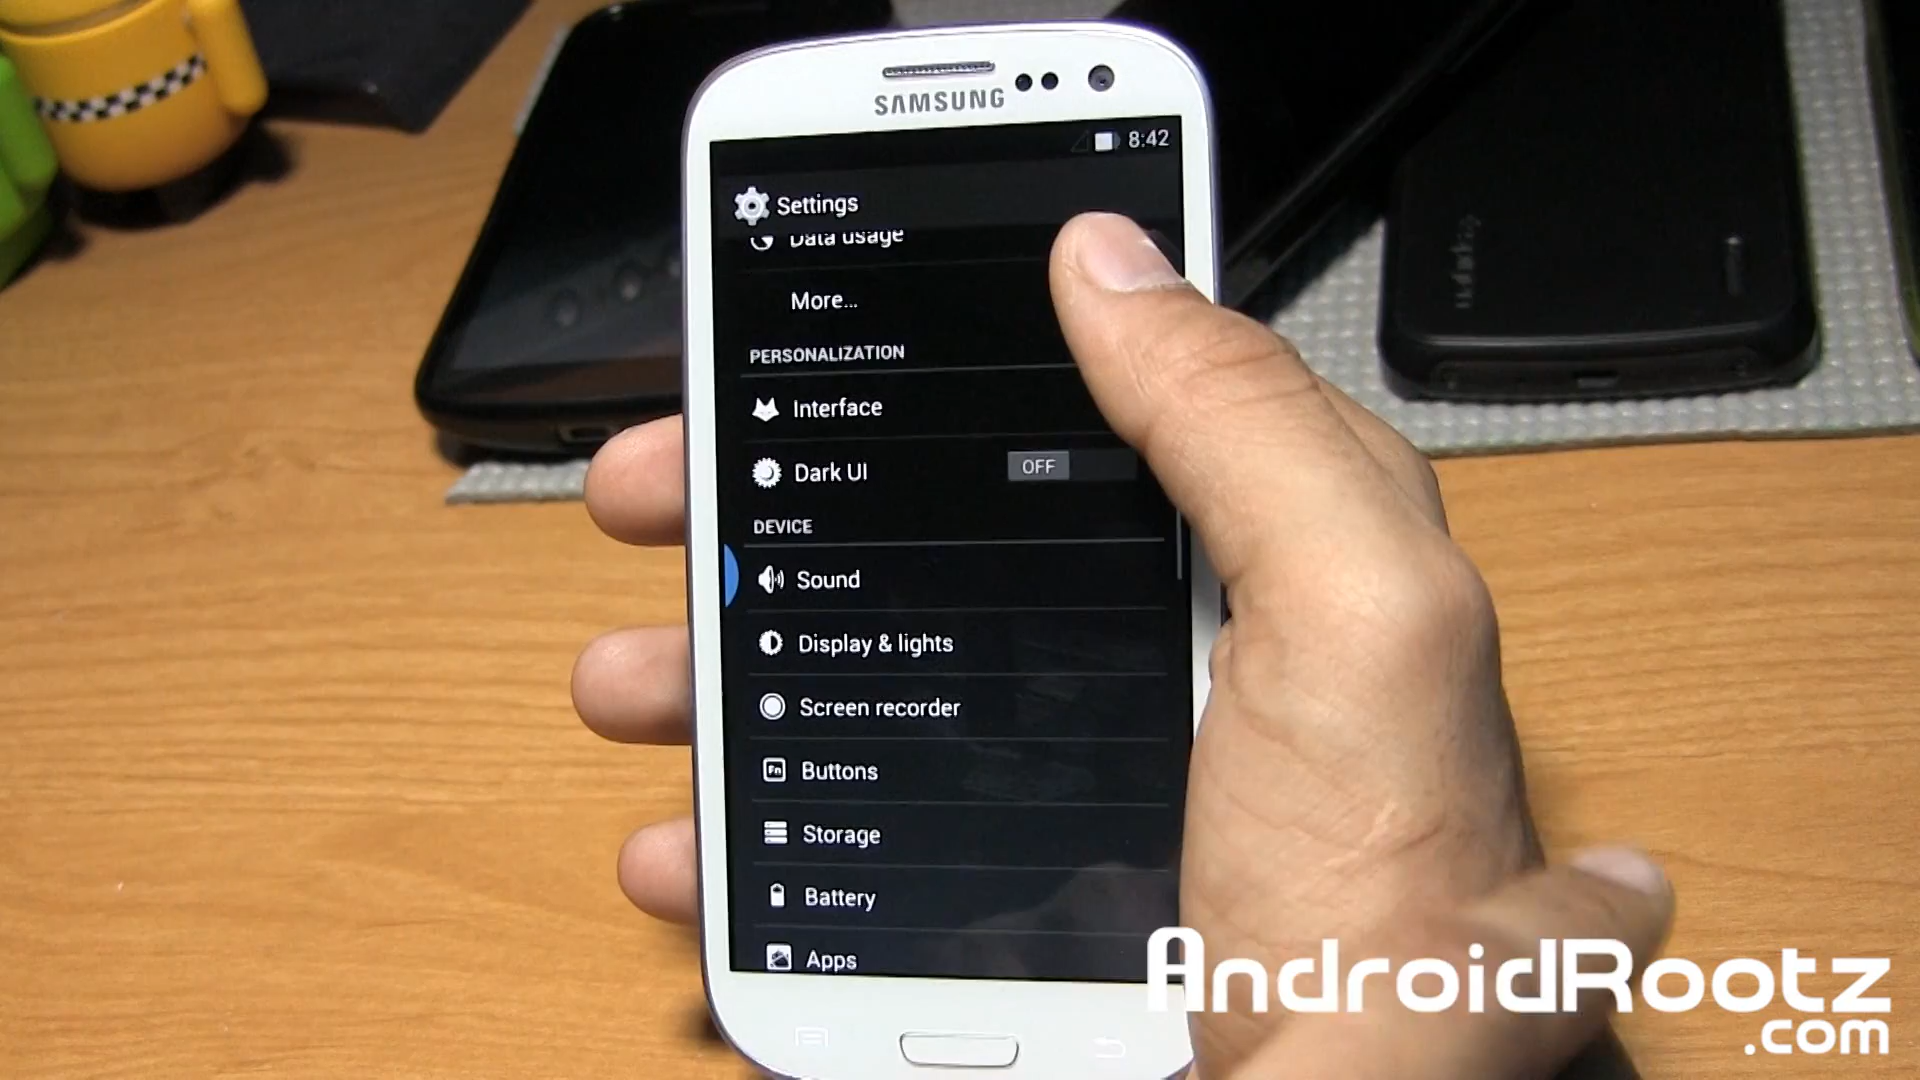 SAMSUNG
8:42
Settings
Data usage
More...
PERSONALIZATION
Interface
Dark UI
OFF
DEVICE
Sound
Display & lights
Screen recorder
Fn
Buttons
Storage
Battery
Apps
AndroidRootz
.com